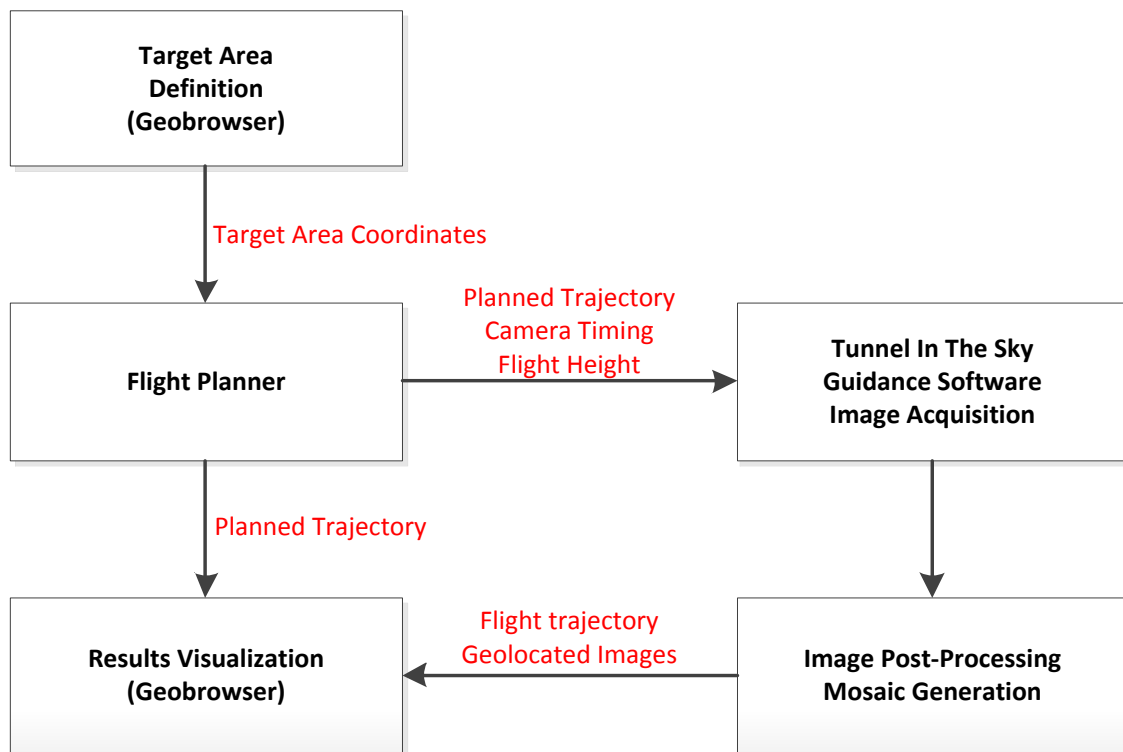 Target Area
Definition
(Geobrowser)
Target Area Coordinates
Flight Planner
Planned Trajectory
Camera Timing
Flight Height
Tunnel In The Sky
Guidance Software
Image Acquisition
Planned Trajectory
Results Visualization
(Geobrowser)
Flight trajectory
Geolocated Images
Image Post-Processing
Mosaic Generation